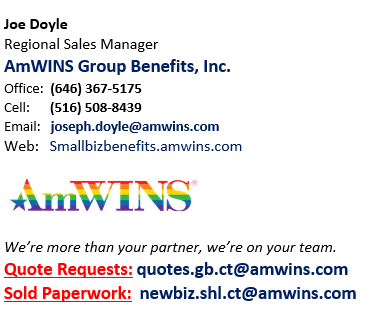 Joe Doyle
Regional Sales Manager
AmWINS Group Benefits, Inc.
Office: (646) 367-5175
Cell: (516) 508-8439
Email: joseph.doyle@amwins.com
Web: Smallbizbenefits.amwins.com
AmWINS®
We're more than your partner, we're on your team.
Quote Requests: quotes.gb.ct@amwins.com
Sold Paperwork: newbiz.shl.ct@amwins.com